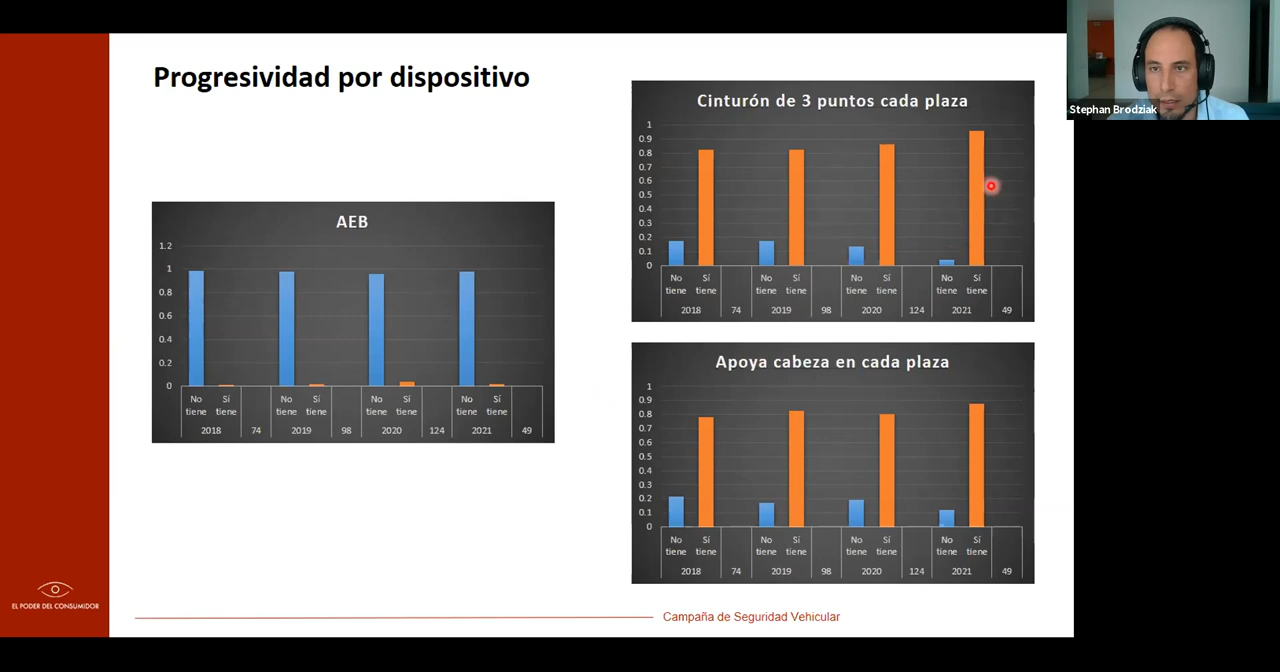 Progresividad por dispositivo
Stephan Brodziak
AEB
1.2
1
0.8
0.6
0.4
0.2
0
No tiene Sí tiene No tiene Sí tiene No tiene Sí tiene No tiene Sí tiene
2018 74 2019 98 2020 124 2021 49
Cinturón de 3 puntos cada plaza
1
0.9
0.8
0.7
0.6
0.5
0.4
0.3
0.2
0.1
0
No tiene Sí tiene No tiene Sí tiene No tiene Sí tiene No tiene Sí tiene
2018 74 2019 98 2020 124 2021 49
Apoya cabeza en cada plaza
1
0.9
0.8
0.7
0.6
0.5
0.4
0.3
0.2
0.1
0
No tiene Sí tiene No tiene Sí tiene No tiene Sí tiene No tiene Sí tiene
2018 74 2019 98 2020 124 2021 49
EL PODER DEL CONSUMIDOR
Campaña de Seguridad Vehicular